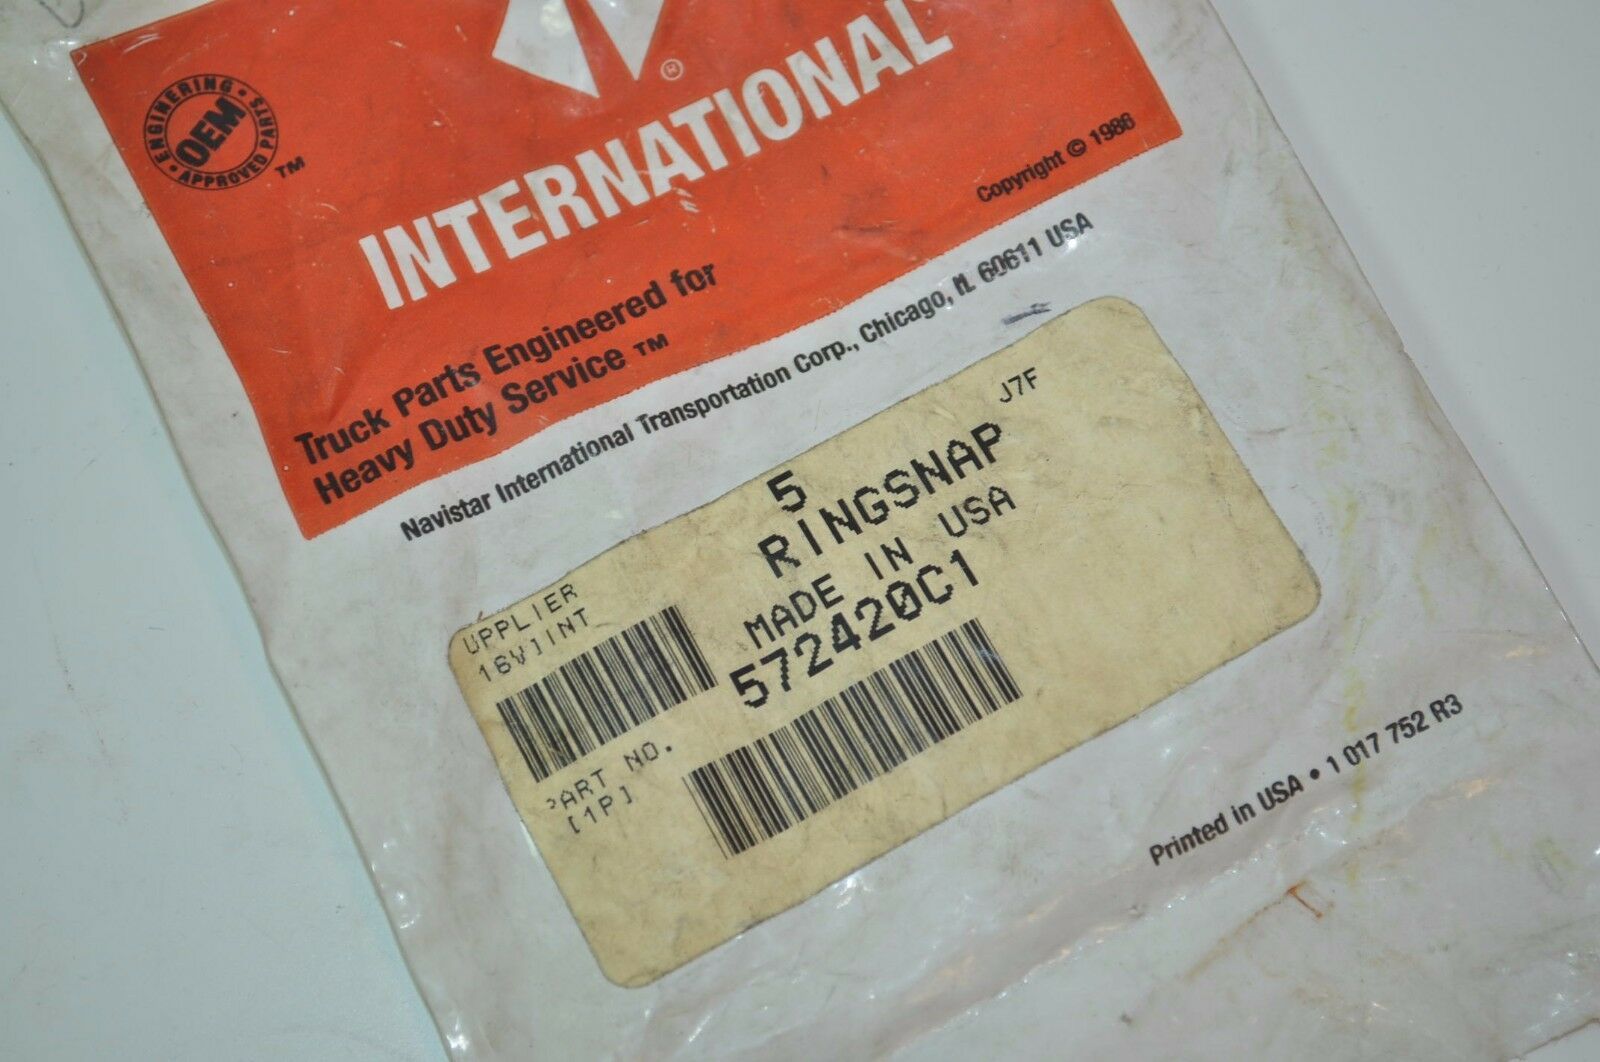 ENGINEERING • APPROVED PARTS •
OEM
TM
®
INTERNATIONAL
Truck Parts Engineered for
Heavy Duty Service TM
Copyright © 1986
Navistar International Transportation Corp., Chicago, IL 60611 USA
J7F
5
RINGSNAP
MADE IN USA
572420C1
UPPLIER
16V]INT
PART NO.
[1P]
Printed in USA • 1 017 752 R3